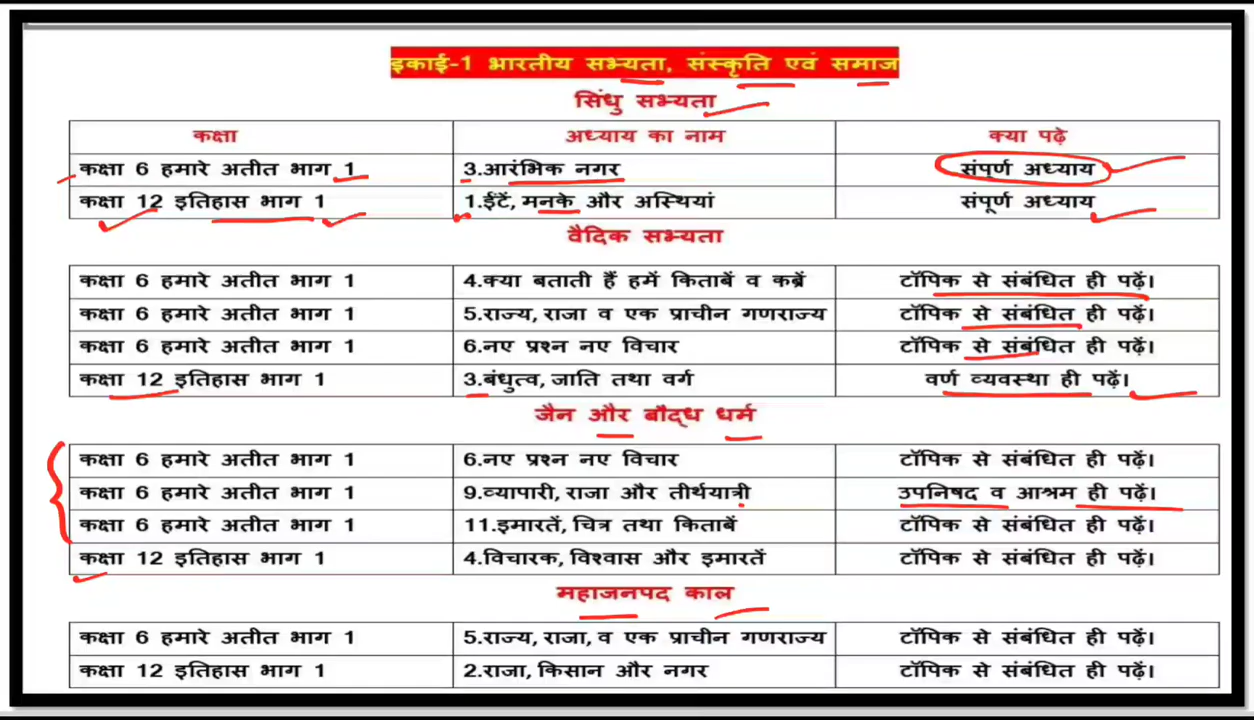 इकाई-1 भारतीय सभ्यता, संस्कृति एवं समाज
सिंधु सभ्यता
कक्षा अध्याय का नाम क्या पढ़े
कक्षा 6 हमारे अतीत भाग 1 3.आरंभिक नगर संपूर्ण अध्याय
कक्षा 12 इतिहास भाग 1 1.ईंटें, मनके और अस्थियां संपूर्ण अध्याय
वैदिक सभ्यता
कक्षा 6 हमारे अतीत भाग 1 4.क्या बताती हैं हमें किताबें व कब्रें टॉपिक से संबंधित ही पढ़ें।
कक्षा 6 हमारे अतीत भाग 1 5.राज्य, राजा व एक प्राचीन गणराज्य टॉपिक से संबंधित ही पढ़ें।
कक्षा 6 हमारे अतीत भाग 1 6.नए प्रश्न नए विचार टॉपिक से संबंधित ही पढ़ें।
कक्षा 12 इतिहास भाग 1 3.बंधुत्व, जाति तथा वर्ग वर्ण व्यवस्था ही पढ़ें।
जैन और बौद्ध धर्म
कक्षा 6 हमारे अतीत भाग 1 6.नए प्रश्न नए विचार टॉपिक से संबंधित ही पढ़ें।
कक्षा 6 हमारे अतीत भाग 1 9.व्यापारी, राजा और तीर्थयात्री उपनिषद व आश्रम ही पढ़ें।
कक्षा 6 हमारे अतीत भाग 1 11.इमारतें, चित्र तथा किताबें टॉपिक से संबंधित ही पढ़ें।
कक्षा 12 इतिहास भाग 1 4.विचारक, विश्वास और इमारतें टॉपिक से संबंधित ही पढ़ें।
महाजनपद काल
कक्षा 6 हमारे अतीत भाग 1 5.राज्य, राजा, व एक प्राचीन गणराज्य टॉपिक से संबंधित ही पढ़ें।
कक्षा 12 इतिहास भाग 1 2.राजा, किसान और नगर टॉपिक से संबंधित ही पढ़ें।